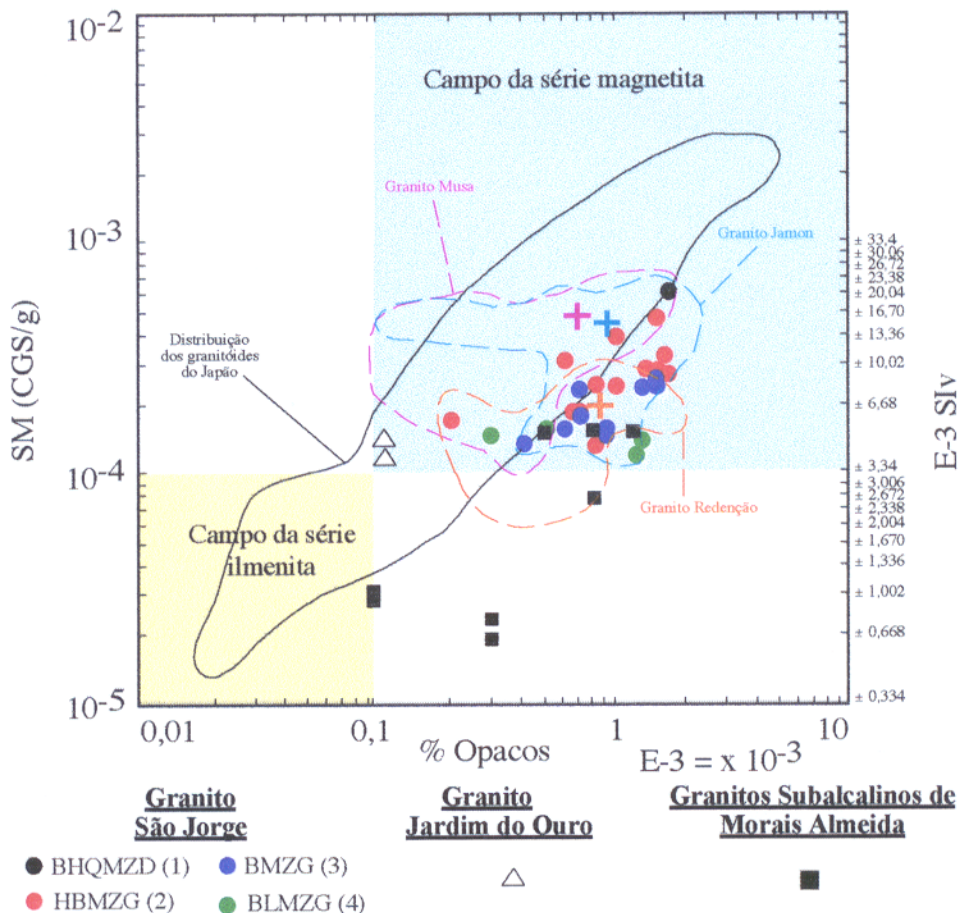 10-2
Campo da série magnetita
Granito Musa
10-3
Granito Jamon
± 33,4
± 30,06
± 26,72
± 23,38
± 20,04
± 16,70
± 13,36
± 10,02
± 6,68
SM (CGS/g)
E-3 SIv
Distribuição
dos granitóides
do Japão
10-4
± 3,34
± 3,006
± 2,672
± 2,338
± 2,004
± 1,670
± 1,336
± 1,002
± 0,668
± 0,334
Granito Redenção
Campo da série
ilmenita
10-5
0,01
0,1
% Opacos
1
10
E-3 = x 10-3
Granito
São Jorge
Granito
Jardim do Ouro
Granitos Subalcalinos de
Morais Almeida
BHQMZD (1)
BMZG (3)
HBMZG (2)
BLMZG (4)